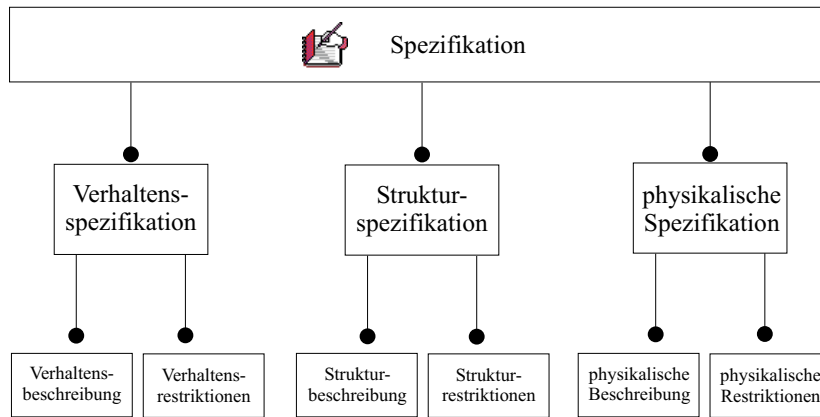 Spezifikation
Verhaltens-
spezifikation
Struktur-
spezifikation
physikalische
Spezifikation
Verhaltens-
beschreibung
Verhaltens-
restriktionen
Struktur-
beschreibung
Struktur-
restriktionen
physikalische
Beschreibung
physikalische
Restriktionen